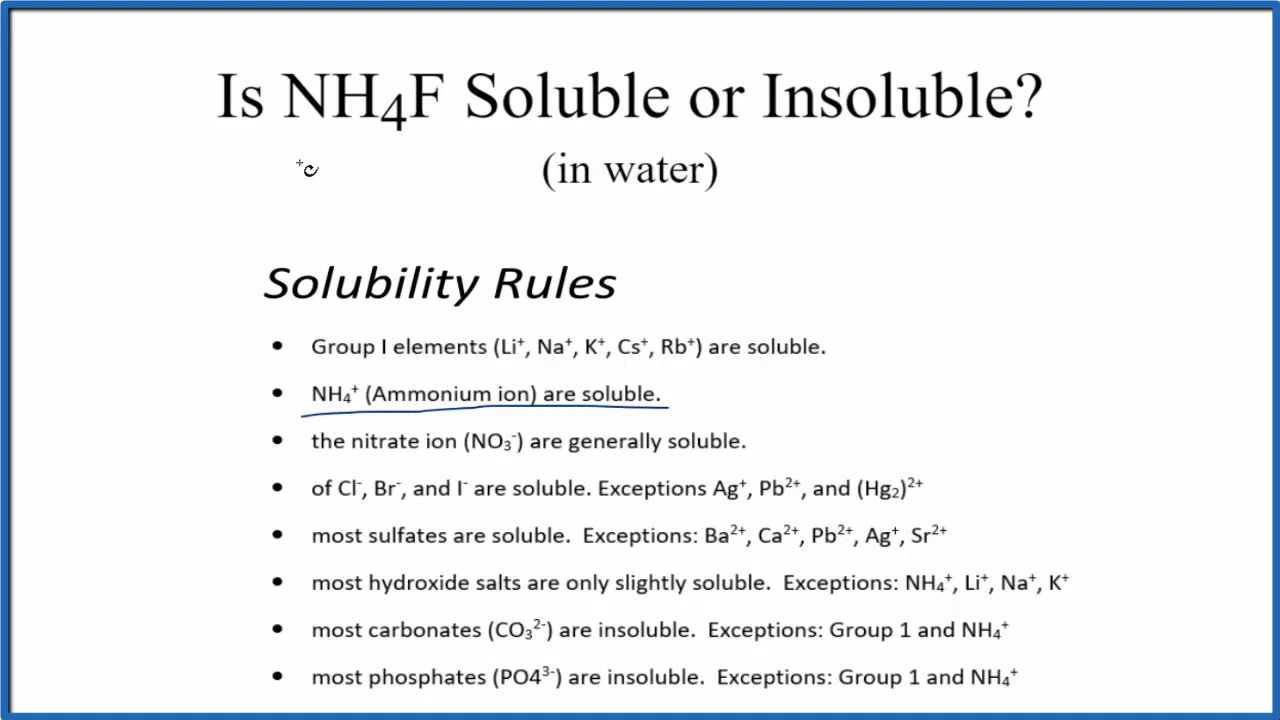 Is NH₄F Soluble or Insoluble?
(in water)
Solubility Rules
• Group I elements (Li⁺, Na⁺, K⁺, Cs⁺, Rb⁺) are soluble.
• NH₄⁺ (Ammonium ion) are soluble.
• the nitrate ion (NO₃⁻) are generally soluble.
• of Cl⁻, Br⁻, and I⁻ are soluble. Exceptions Ag⁺, Pb²⁺, and (Hg₂)²⁺
• most sulfates are soluble.  Exceptions: Ba²⁺, Ca²⁺, Pb²⁺, Ag⁺, Sr²⁺
• most hydroxide salts are only slightly soluble.  Exceptions: NH₄⁺, Li⁺, Na⁺, K⁺
• most carbonates (CO₃²⁻) are insoluble.  Exceptions: Group 1 and NH₄⁺
• most phosphates (PO4³⁻) are insoluble.  Exceptions: Group 1 and NH₄⁺